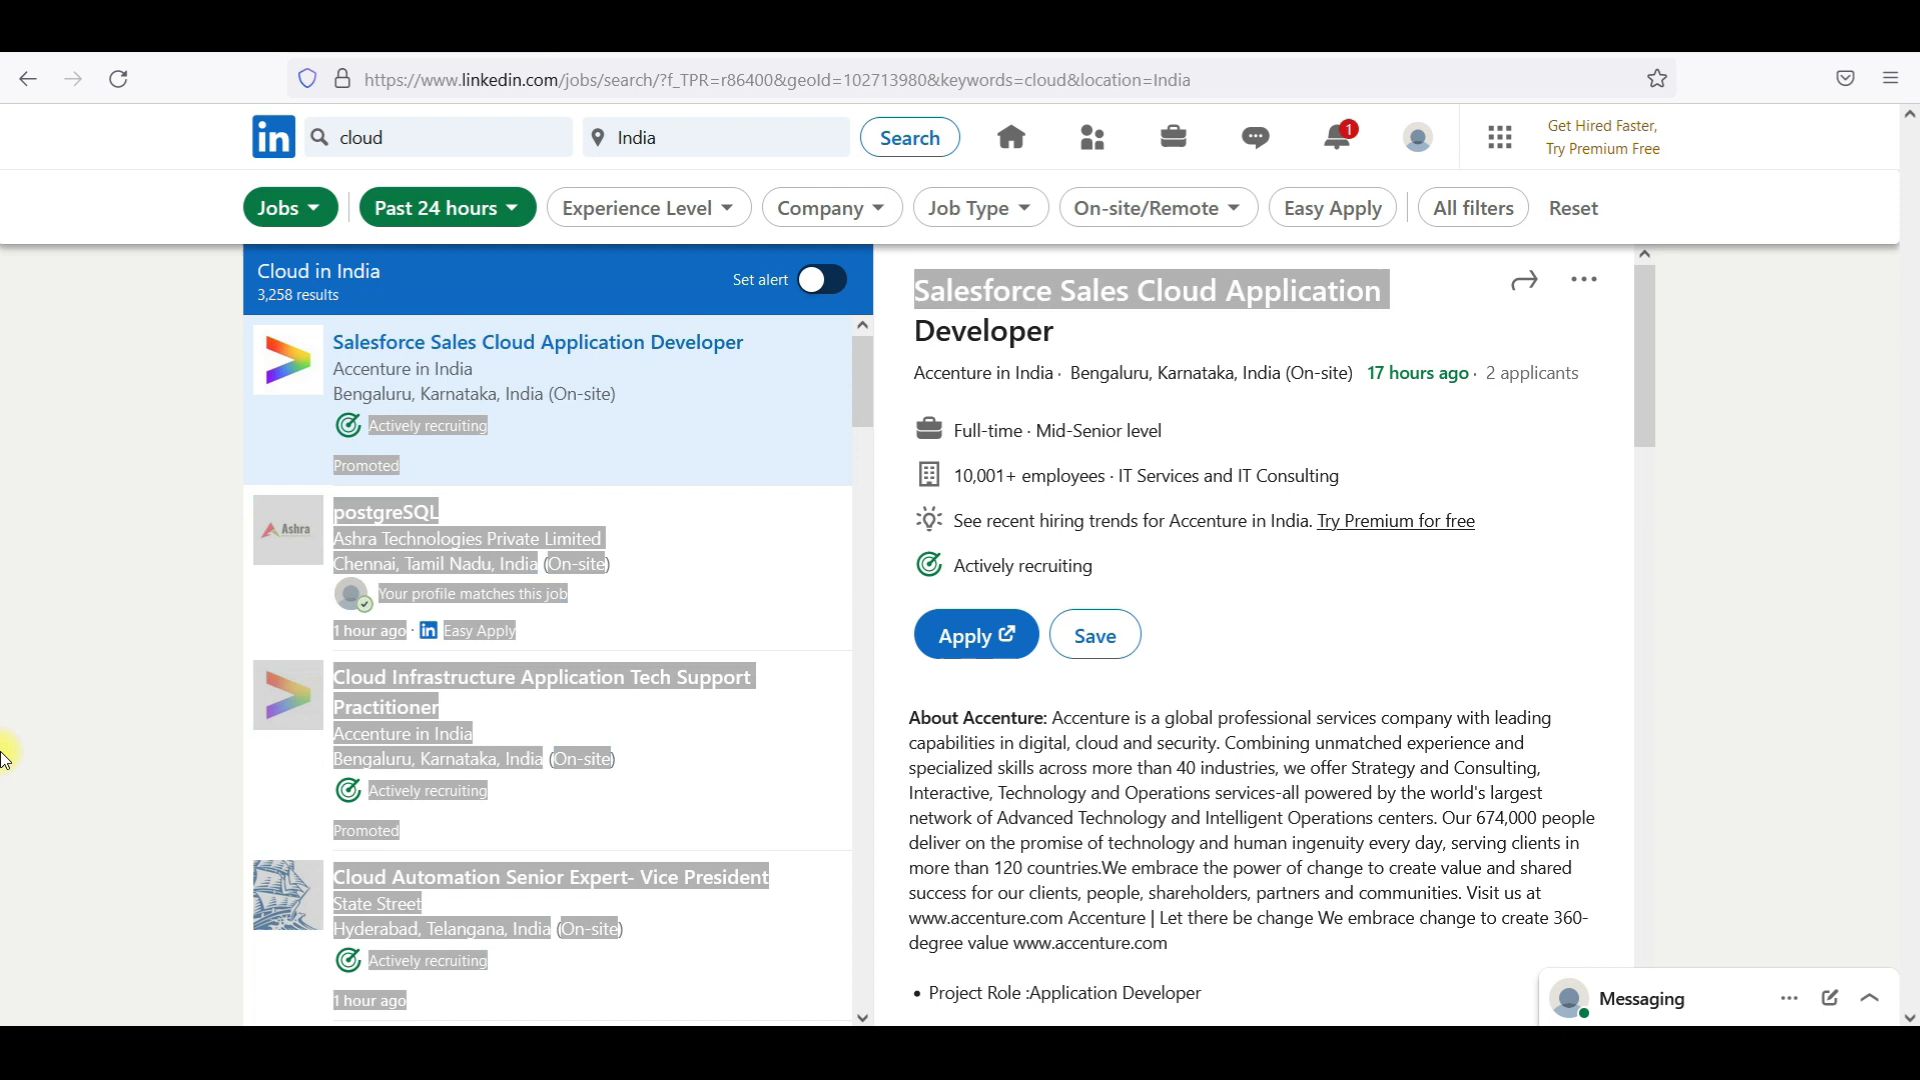 https://www.linkedin.com/jobs/search/?f_TPR=r86400&geoId=102713980&keywords=cloud&location=India
in
cloud
India
Search
1
Get Hired Faster,
Try Premium Free
Jobs
Past 24 hours
Experience Level
Company
Job Type
On-site/Remote
Easy Apply
All filters
Reset
Cloud in India
3,258 results
Set alert
Salesforce Sales Cloud Application Developer
Accenture in India
Bengaluru, Karnataka, India (On-site)
Actively recruiting
Promoted
Ashra
postgreSQL
Ashra Technologies Private Limited
Chennai, Tamil Nadu, India (On-site)
Your profile matches this job
1 hour ago · in Easy Apply
Cloud Infrastructure Application Tech Support
Practitioner
Accenture in India
Bengaluru, Karnataka, India (On-site)
Actively recruiting
Promoted
Cloud Automation Senior Expert- Vice President
State Street
Hyderabad, Telangana, India (On-site)
Actively recruiting
1 hour ago
Salesforce Sales Cloud Application
Developer
Accenture in India · Bengaluru, Karnataka, India (On-site) 17 hours ago · 2 applicants
Full-time · Mid-Senior level
10,001+ employees · IT Services and IT Consulting
See recent hiring trends for Accenture in India. Try Premium for free
Actively recruiting
Apply
Save
About Accenture: Accenture is a global professional services company with leading
capabilities in digital, cloud and security. Combining unmatched experience and
specialized skills across more than 40 industries, we offer Strategy and Consulting,
Interactive, Technology and Operations services-all powered by the world's largest
network of Advanced Technology and Intelligent Operations centers. Our 674,000 people
deliver on the promise of technology and human ingenuity every day, serving clients in
more than 120 countries.We embrace the power of change to create value and shared
success for our clients, people, shareholders, partners and communities. Visit us at
www.accenture.com Accenture | Let there be change We embrace change to create 360-
degree value www.accenture.com
• Project Role :Application Developer
Messaging